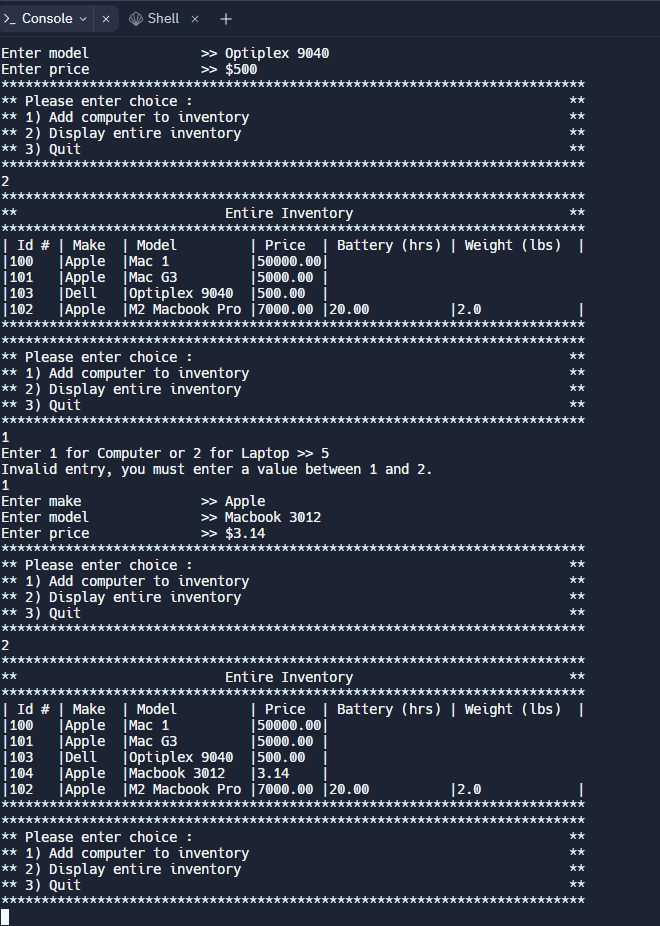 >_ Console ⌄ × Shell × +
Enter model              >> Optiplex 9040
Enter price              >> $500
*************************************************************************
** Please enter choice :                                               **
** 1) Add computer to inventory                                        **
** 2) Display entire inventory                                         **
** 3) Quit                                                             **
*************************************************************************
2
*************************************************************************
**                          Entire Inventory                           **
*************************************************************************
| Id # | Make  | Model         | Price  | Battery (hrs) | Weight (lbs)  |
|100   |Apple  |Mac 1          |50000.00|
|101   |Apple  |Mac G3         |5000.00 |
|103   |Dell   |Optiplex 9040  |500.00  |
|102   |Apple  |M2 Macbook Pro |7000.00 |20.00          |2.0            |
*************************************************************************
*************************************************************************
** Please enter choice :                                               **
** 1) Add computer to inventory                                        **
** 2) Display entire inventory                                         **
** 3) Quit                                                             **
*************************************************************************
1
Enter 1 for Computer or 2 for Laptop >> 5
Invalid entry, you must enter a value between 1 and 2.
1
Enter make               >> Apple
Enter model              >> Macbook 3012
Enter price              >> $3.14
*************************************************************************
** Please enter choice :                                               **
** 1) Add computer to inventory                                        **
** 2) Display entire inventory                                         **
** 3) Quit                                                             **
*************************************************************************
2
*************************************************************************
**                          Entire Inventory                           **
*************************************************************************
| Id # | Make  | Model         | Price  | Battery (hrs) | Weight (lbs)  |
|100   |Apple  |Mac 1          |50000.00|
|101   |Apple  |Mac G3         |5000.00 |
|103   |Dell   |Optiplex 9040  |500.00  |
|104   |Apple  |Macbook 3012   |3.14    |
|102   |Apple  |M2 Macbook Pro |7000.00 |20.00          |2.0            |
*************************************************************************
*************************************************************************
** Please enter choice :                                               **
** 1) Add computer to inventory                                        **
** 2) Display entire inventory                                         **
** 3) Quit                                                             **
*************************************************************************